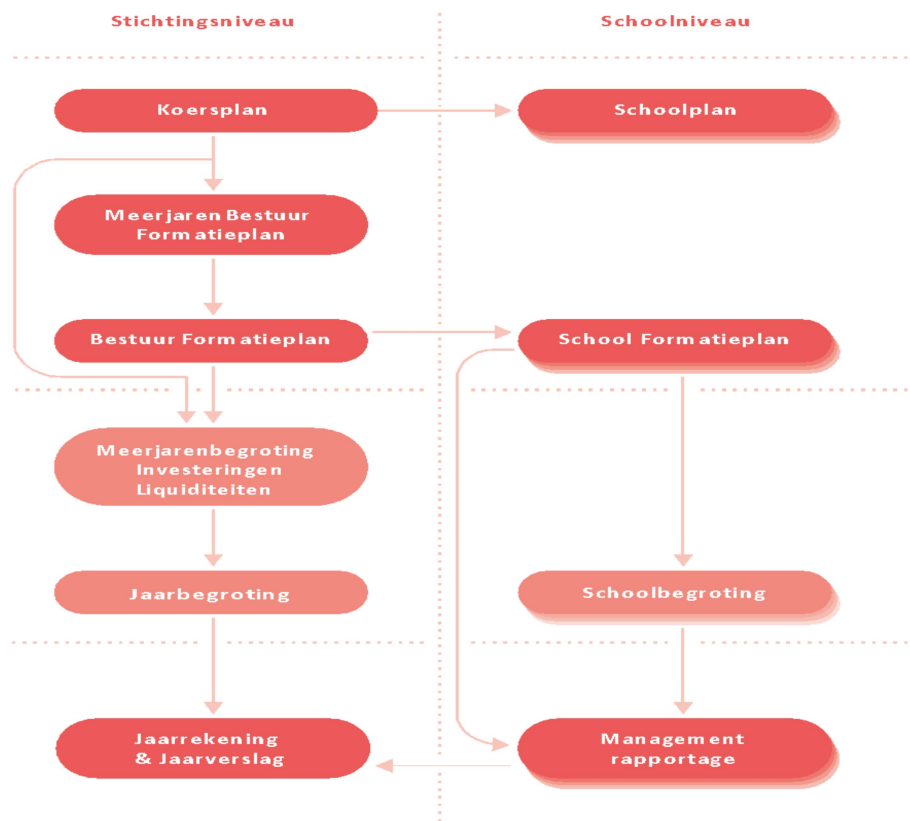 Stichtingsniveau
Schoolniveau
Koersplan
Schoolplan
Meerjaren Bestuur
Formatieplan
Bestuur Formatieplan
School Formatieplan
Meerjarenbegroting
Investeringen
Liquiditeiten
Jaarbegroting
Schoolbegroting
Jaarrekening
& Jaarverslag
Management
rapportage